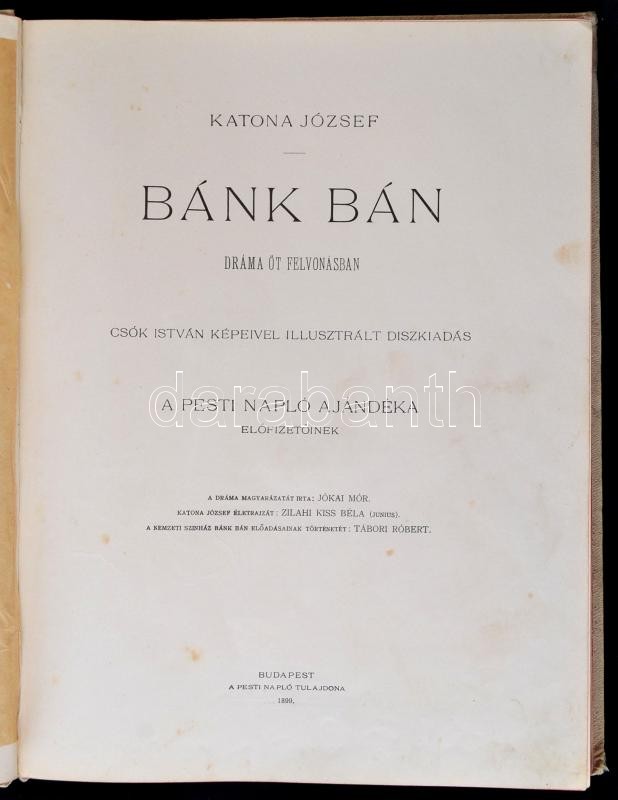 KATONA JÓZSEF
BÁNK BÁN
DRÁMA ÖT FELVONÁSBAN
CSÓK ISTVÁN KÉPEIVEL ILLUSZTRÁLT DISZKIADÁS
A PESTI NAPLÓ AJÁNDÉKA
darabanth
ELŐFIZETŐINEK
A DRÁMA MAGYARÁZATÁT IRTA: JÓKAI MÓR.
KATONA JÓZSEF ÉLETRAJZÁT: ZILAHI KISS BÉLA (JUNIUS).
A NEMZETI SZINHÁZ BÁNK BÁN ELŐADÁSAINAK TÖRTÉNETÉT: TÁBORI RÓBERT.
BUDAPEST
A PESTI NAPLÓ TULAJDONA
1899.